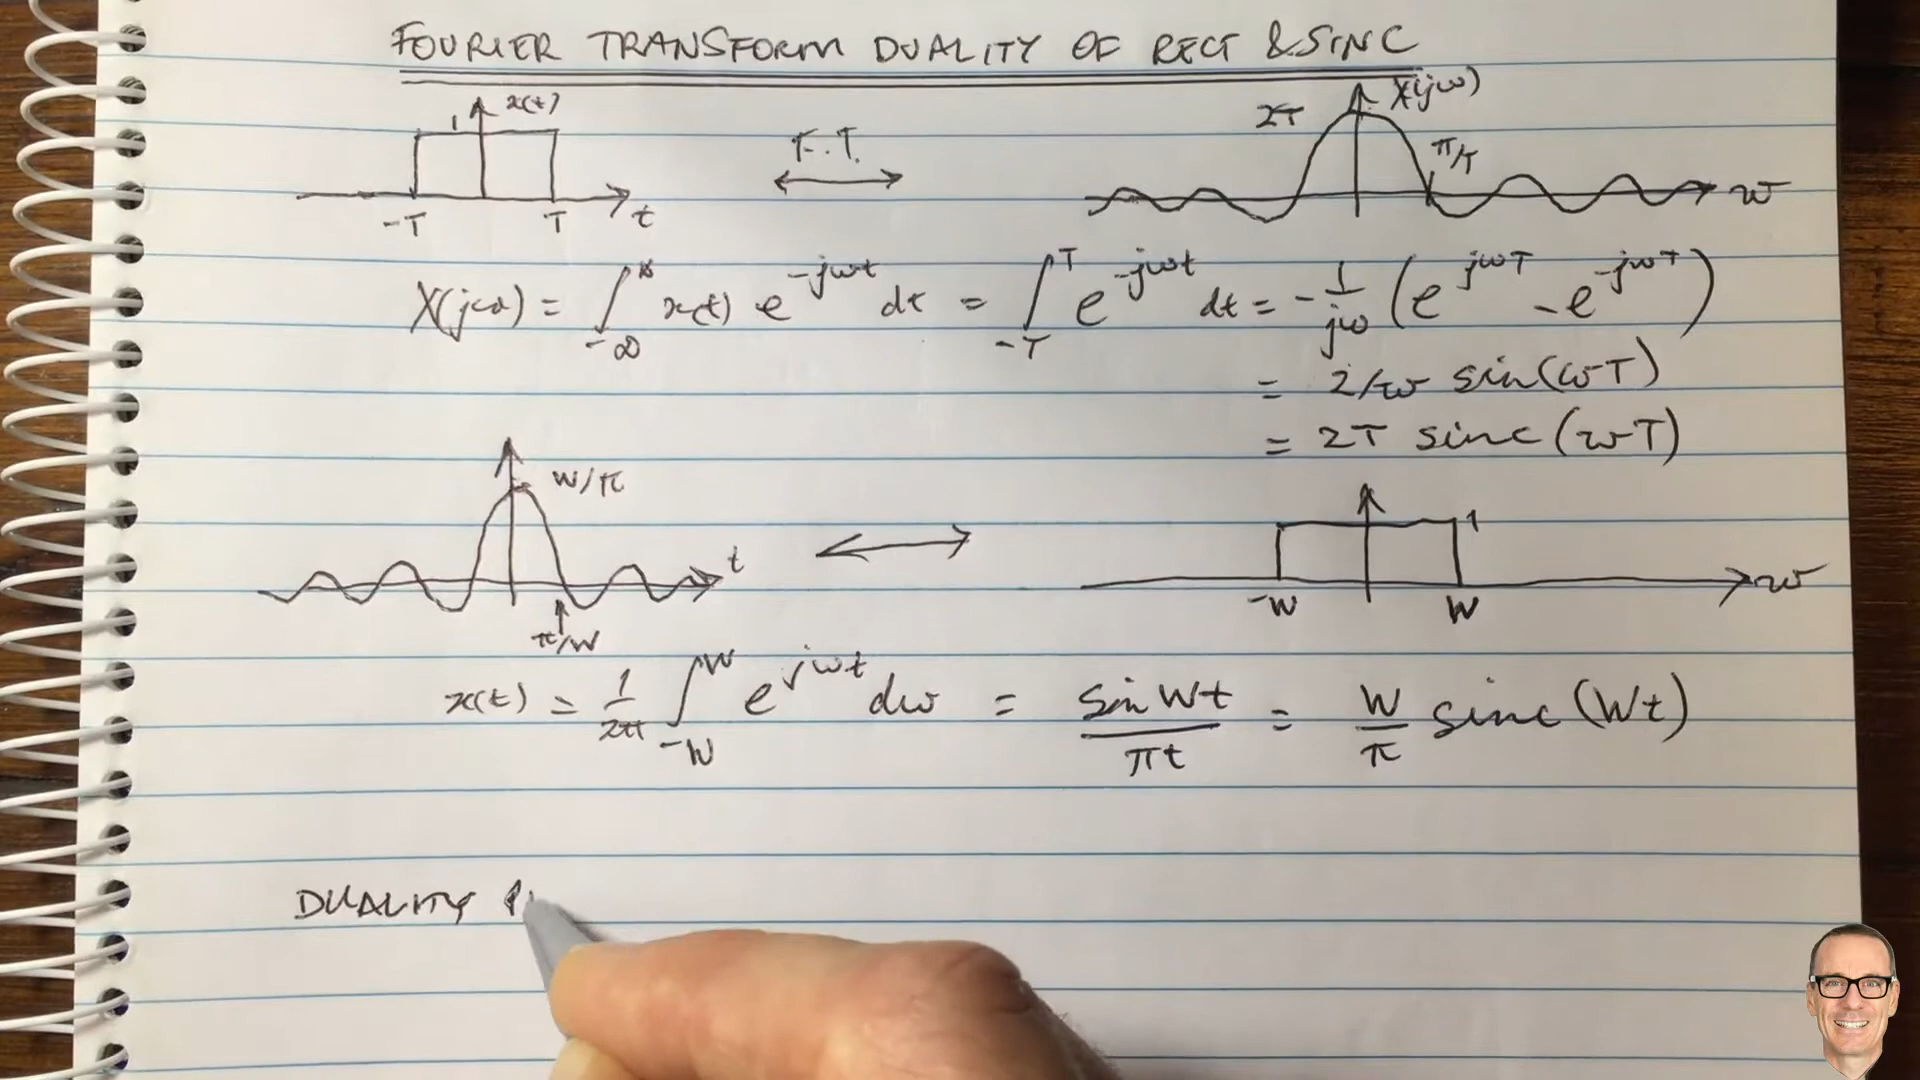 FOURIER TRANSFORM DUALITY OF RECT & SINC
1 x(t)
F.T.
2T X(jω)
π/T
-T T t
ω
X(jω) = ∫_{-∞}^{∞} x(t) e^{-jωt} dt = ∫_{-T}^{T} e^{-jωt} dt = -1/jω (e^{jωT} - e^{-jωT})
= 2/ω sin(ωT)
= 2T sinc(ωT)
W/π
t
π/W
1
-W W
ω
x(t) = 1/2π ∫_{-W}^{W} e^{jωt} dω = sin Wt / πt = W/π sinc(Wt)
DUALITY